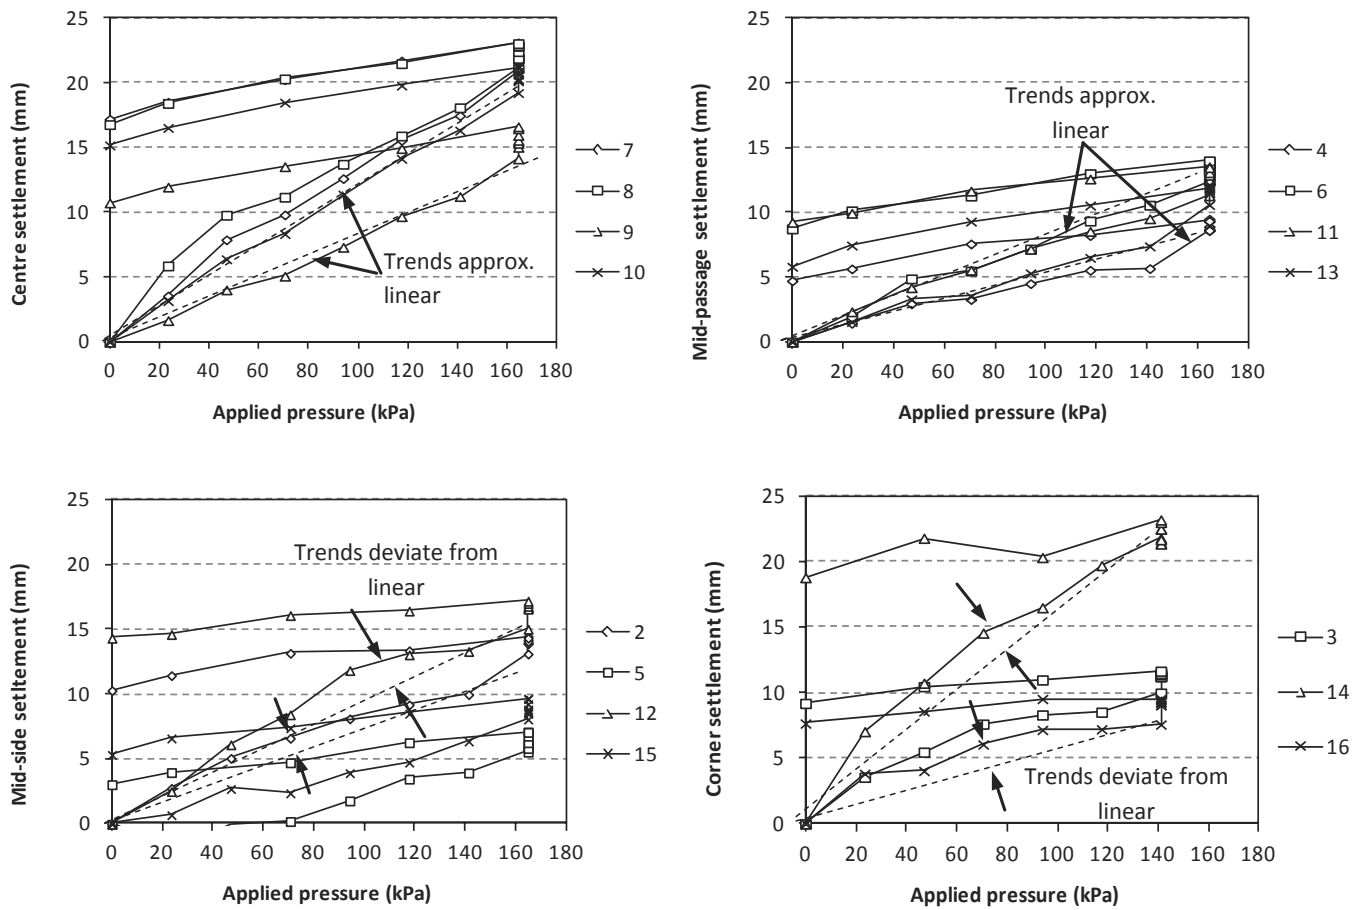 25
20
15
10
5
0
0 20 40 60 80 100 120 140 160 180
Centre settlement (mm)
Applied pressure (kPa)
Trends approx.
linear
7
8
9
10
25
20
15
10
5
0
0 20 40 60 80 100 120 140 160 180
Mid-passage settlement (mm)
Applied pressure (kPa)
Trends approx.
linear
4
6
11
13
25
20
15
10
5
0
0 20 40 60 80 100 120 140 160 180
Mid-side seltement (mm)
Applied pressure (kPa)
Trends deviate from
linear
2
5
12
15
25
20
15
10
5
0
0 20 40 60 80 100 120 140 160 180
Corner settlement (mm)
Applied pressure (kPa)
Trends deviate from
linear
3
14
16